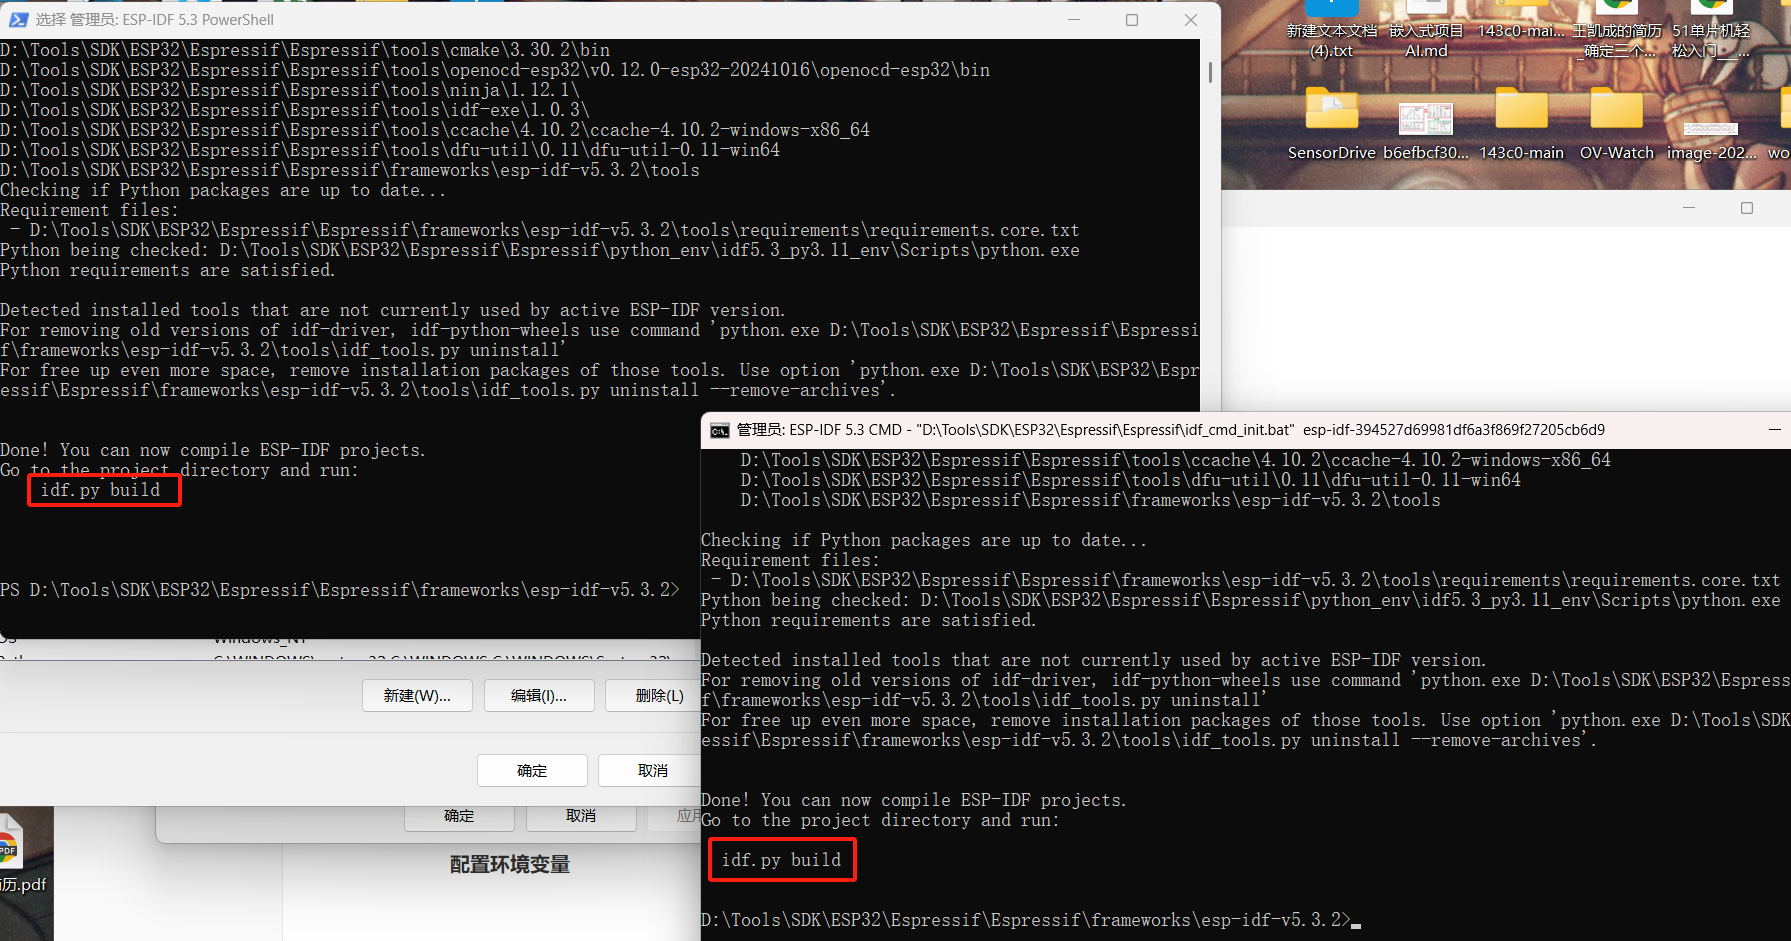 选择 管理员: ESP-IDF 5.3 PowerShell
D:\Tools\SDK\ESP32\Espressif\Espressif\tools\cmake\3.30.2\bin
D:\Tools\SDK\ESP32\Espressif\Espressif\tools\openocd-esp32\v0.12.0-esp32-20241016\openocd-esp32\bin
D:\Tools\SDK\ESP32\Espressif\Espressif\tools\ninja\1.12.1\
D:\Tools\SDK\ESP32\Espressif\Espressif\tools\idf-exe\1.0.3\
D:\Tools\SDK\ESP32\Espressif\Espressif\tools\ccache\4.10.2\ccache-4.10.2-windows-x86_64
D:\Tools\SDK\ESP32\Espressif\Espressif\tools\dfu-util\0.11\dfu-util-0.11-win64
D:\Tools\SDK\ESP32\Espressif\Espressif\frameworks\esp-idf-v5.3.2\tools
Checking if Python packages are up to date...
Requirement files:
- D:\Tools\SDK\ESP32\Espressif\Espressif\frameworks\esp-idf-v5.3.2\tools\requirements\requirements.core.txt
Python being checked: D:\Tools\SDK\ESP32\Espressif\Espressif\python_env\idf5.3_py3.11_env\Scripts\python.exe
Python requirements are satisfied.
Detected installed tools that are not currently used by active ESP-IDF version.
For removing old versions of idf-driver, idf-python-wheels use command 'python.exe D:\Tools\SDK\ESP32\Espressif\Espressi
f\frameworks\esp-idf-v5.3.2\tools\idf_tools.py uninstall'
For free up even more space, remove installation packages of those tools. Use option 'python.exe D:\Tools\SDK\ESP32\Espr
essif\Espressif\frameworks\esp-idf-v5.3.2\tools\idf_tools.py uninstall --remove-archives'.
Done! You can now compile ESP-IDF projects.
Go to the project directory and run:
idf.py build
PS D:\Tools\SDK\ESP32\Espressif\Espressif\frameworks\esp-idf-v5.3.2>
新建文本文档
(4).txt
嵌入式项目
AI.md
143c0-mai...
王凯成的简历
_确定三个...
51单片机轻
松入门__...
SensorDrive
b6efbcf30...
143c0-main
OV-Watch
image-202...
wo
管理员: ESP-IDF 5.3 CMD - "D:\Tools\SDK\ESP32\Espressif\Espressif\idf_cmd_init.bat" esp-idf-394527d69981df6a3f869f27205cb6d9
D:\Tools\SDK\ESP32\Espressif\Espressif\tools\ccache\4.10.2\ccache-4.10.2-windows-x86_64
D:\Tools\SDK\ESP32\Espressif\Espressif\tools\dfu-util\0.11\dfu-util-0.11-win64
D:\Tools\SDK\ESP32\Espressif\Espressif\frameworks\esp-idf-v5.3.2\tools
Checking if Python packages are up to date...
Requirement files:
- D:\Tools\SDK\ESP32\Espressif\Espressif\frameworks\esp-idf-v5.3.2\tools\requirements\requirements.core.txt
Python being checked: D:\Tools\SDK\ESP32\Espressif\Espressif\python_env\idf5.3_py3.11_env\Scripts\python.exe
Python requirements are satisfied.
Detected installed tools that are not currently used by active ESP-IDF version.
For removing old versions of idf-driver, idf-python-wheels use command 'python.exe D:\Tools\SDK\ESP32\Espressif\Espress
f\frameworks\esp-idf-v5.3.2\tools\idf_tools.py uninstall'
For free up even more space, remove installation packages of those tools. Use option 'python.exe D:\Tools\SDK
essif\Espressif\frameworks\esp-idf-v5.3.2\tools\idf_tools.py uninstall --remove-archives'.
Done! You can now compile ESP-IDF projects.
Go to the project directory and run:
idf.py build
D:\Tools\SDK\ESP32\Espressif\Espressif\frameworks\esp-idf-v5.3.2>
新建(W)...
编辑(I)...
删除(L)
确定
取消
确定
取消
应用
配置环境变量
PDF
历.pdf